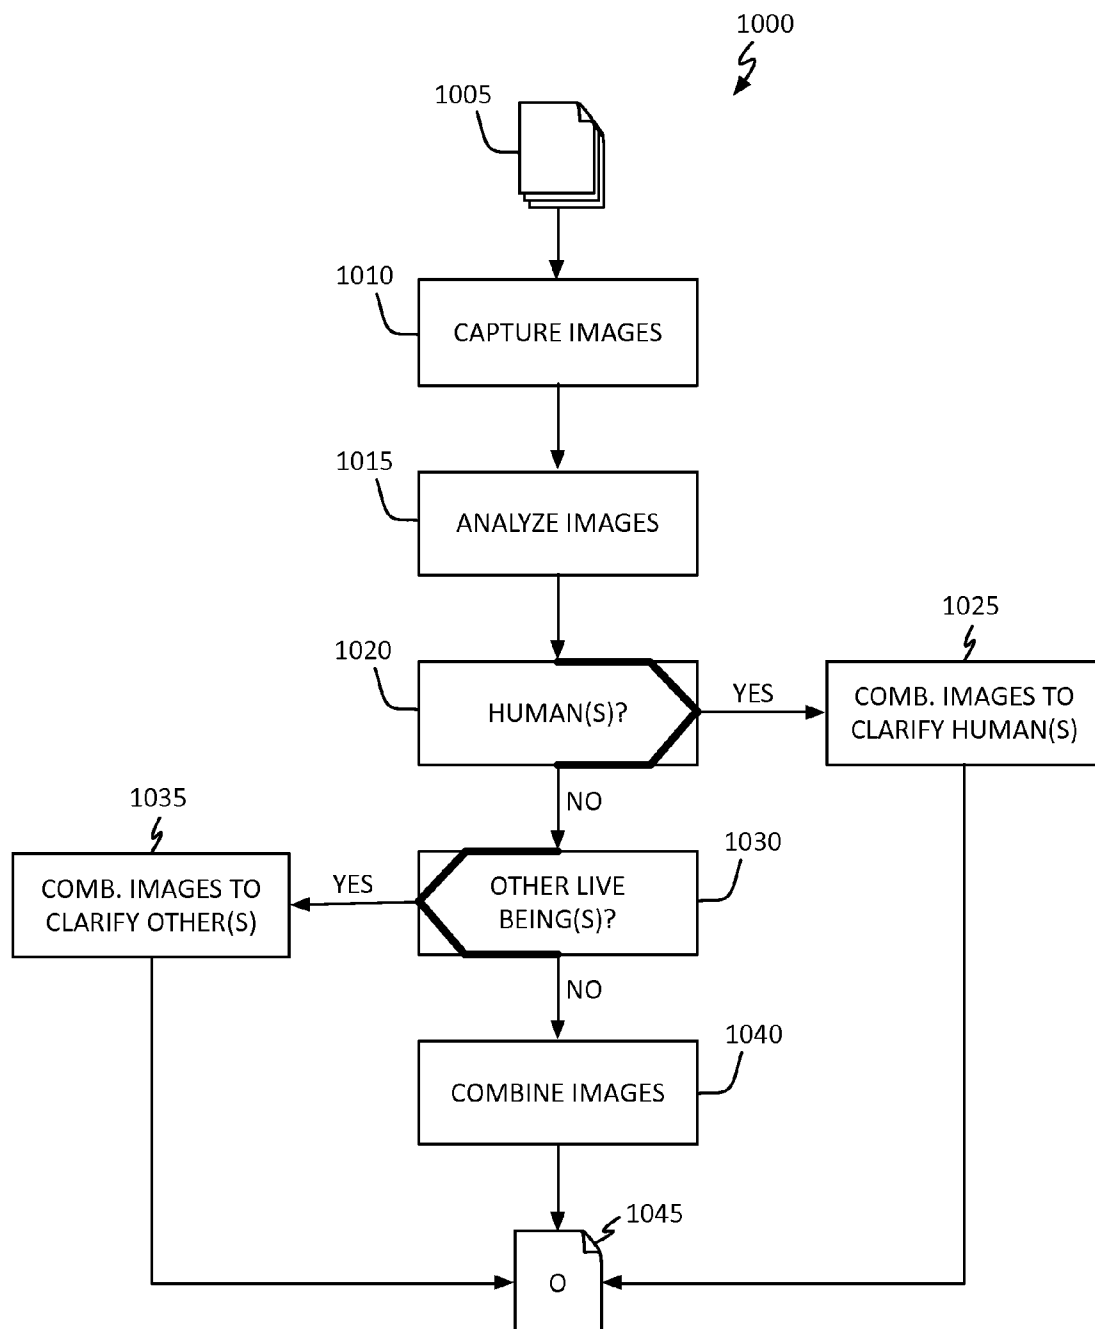 1000
1005
1010
CAPTURE IMAGES
1015
ANALYZE IMAGES
1020
HUMAN(S)?
YES
1025
COMB. IMAGES TO
CLARIFY HUMAN(S)
NO
1035
COMB. IMAGES TO
CLARIFY OTHER(S)
YES
1030
OTHER LIVE
BEING(S)?
NO
1040
COMBINE IMAGES
1045
O